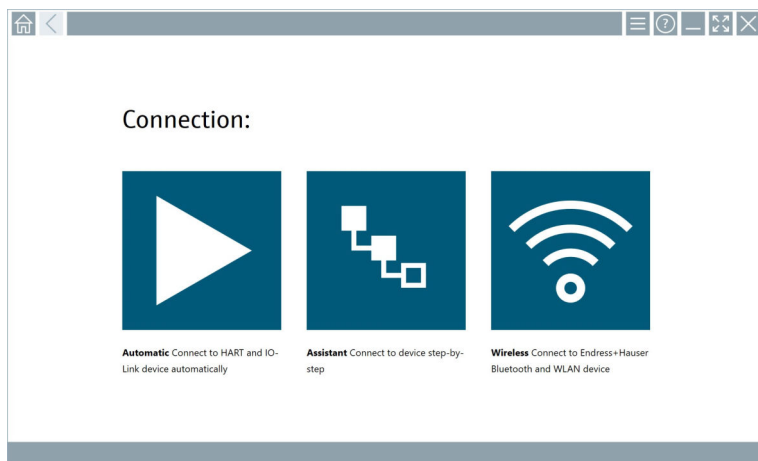 Connection:
Automatic Connect to HART and IO-
Link device automatically
Assistant Connect to device step-by-
step
Wireless Connect to Endress+Hauser
Bluetooth and WLAN device